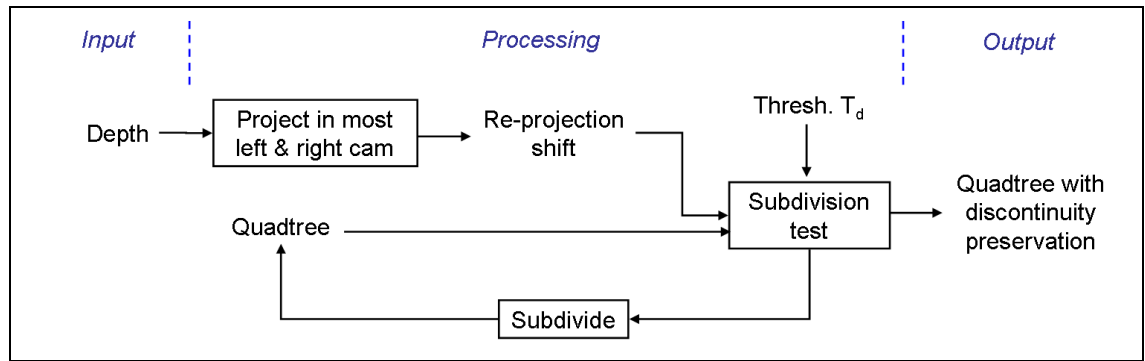 Input
Processing
Output
Depth
Project in most
left & right cam
Re-projection
shift
Thresh. Td
Subdivision
test
Quadtree with
discontinuity
preservation
Quadtree
Subdivide